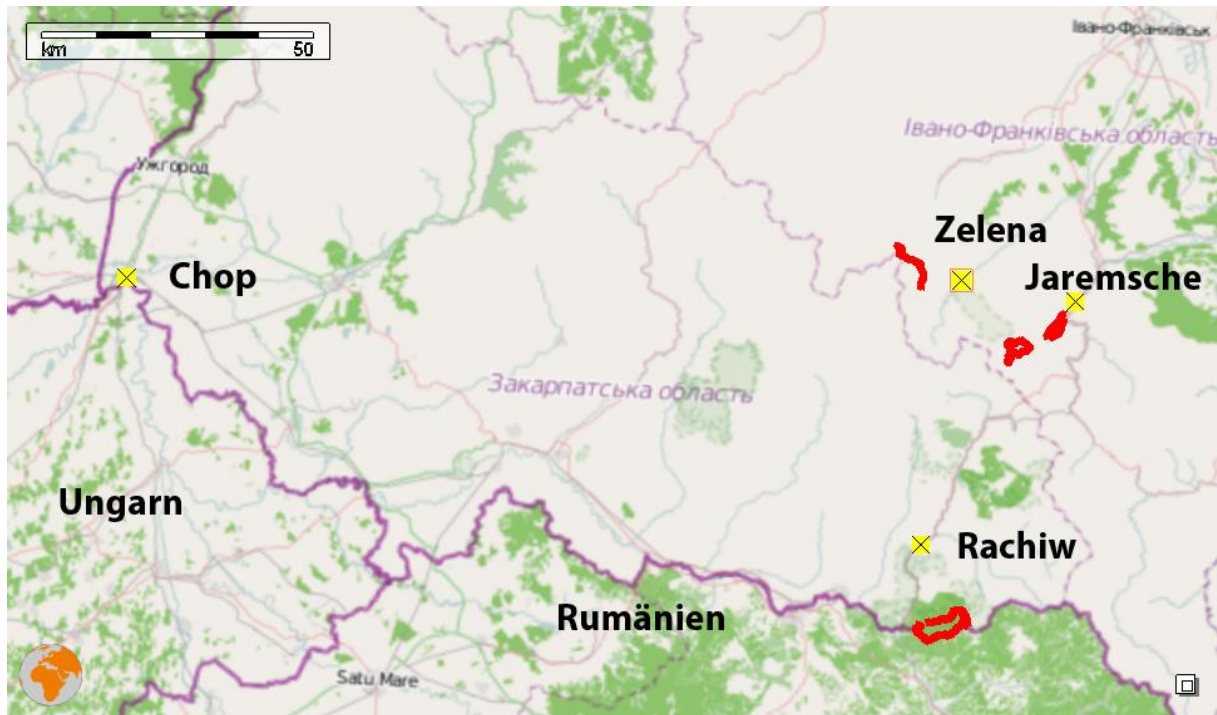 km 50
Івано-Франківськ
Івано-Франківська область
Ужгород
Zelena
Chop
Jaremsche
Закарпатська область
Ungarn
Rachiw
Rumänien
Satu Mare